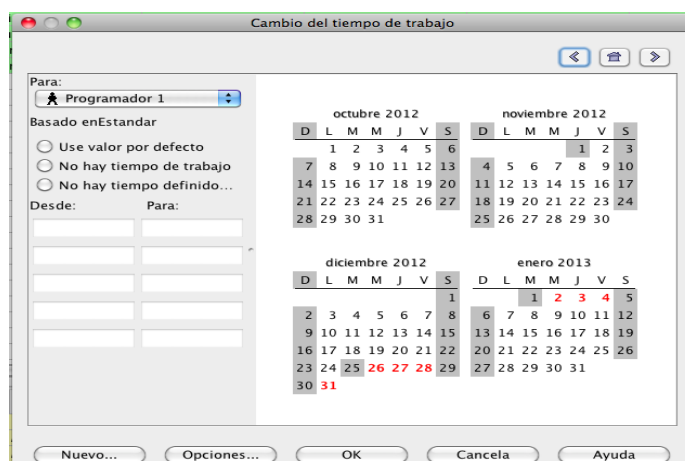 Cambio del tiempo de trabajo
Para:
Programador 1
Basado enEstandar
Use valor por defecto
No hay tiempo de trabajo
No hay tiempo definido...
Desde: Para:
octubre 2012
D L M M J V S
1 2 3 4 5 6
7 8 9 10 11 12 13
14 15 16 17 18 19 20
21 22 23 24 25 26 27
28 29 30 31
noviembre 2012
D L M M J V S
1 2 3
4 5 6 7 8 9 10
11 12 13 14 15 16 17
18 19 20 21 22 23 24
25 26 27 28 29 30
diciembre 2012
D L M M J V S
1
2 3 4 5 6 7 8
9 10 11 12 13 14 15
16 17 18 19 20 21 22
23 24 25 26 27 28 29
30 31
enero 2013
D L M M J V S
1 2 3 4 5
6 7 8 9 10 11 12
13 14 15 16 17 18 19
20 21 22 23 24 25 26
27 28 29 30 31
Nuevo... Opciones... OK Cancela Ayuda